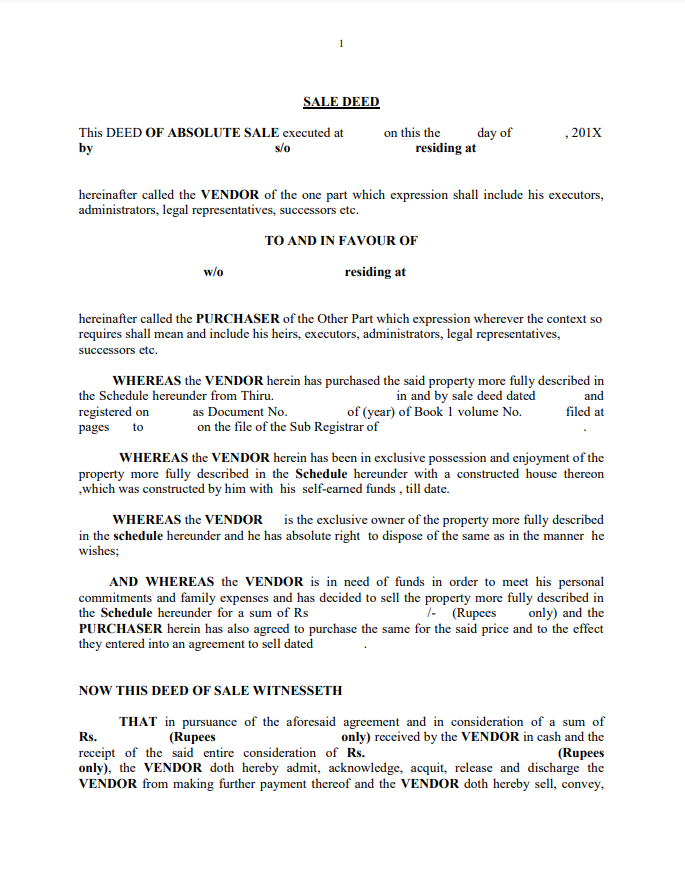 1
SALE DEED
This DEED OF ABSOLUTE SALE executed at on this the day of , 201X
by s/o residing at
hereinafter called the VENDOR of the one part which expression shall include his executors,
administrators, legal representatives, successors etc.
TO AND IN FAVOUR OF
w/o residing at
hereinafter called the PURCHASER of the Other Part which expression wherever the context so
requires shall mean and include his heirs, executors, administrators, legal representatives,
successors etc.
WHEREAS the VENDOR herein has purchased the said property more fully described in
the Schedule hereunder from Thiru. in and by sale deed dated and
registered on as Document No. of (year) of Book 1 volume No. filed at
pages to on the file of the Sub Registrar of .
WHEREAS the VENDOR herein has been in exclusive possession and enjoyment of the
property more fully described in the Schedule hereunder with a constructed house thereon
,which was constructed by him with his self-earned funds , till date.
WHEREAS the VENDOR is the exclusive owner of the property more fully described
in the schedule hereunder and he has absolute right to dispose of the same as in the manner he
wishes;
AND WHEREAS the VENDOR is in need of funds in order to meet his personal
commitments and family expenses and has decided to sell the property more fully described in
the Schedule hereunder for a sum of Rs /- (Rupees only) and the
PURCHASER herein has also agreed to purchase the same for the said price and to the effect
they entered into an agreement to sell dated .
NOW THIS DEED OF SALE WITNESSETH
THAT in pursuance of the aforesaid agreement and in consideration of a sum of
Rs. (Rupees only) received by the VENDOR in cash and the
receipt of the said entire consideration of Rs. (Rupees
only), the VENDOR doth hereby admit, acknowledge, acquit, release and discharge the
VENDOR from making further payment thereof and the VENDOR doth hereby sell, convey,